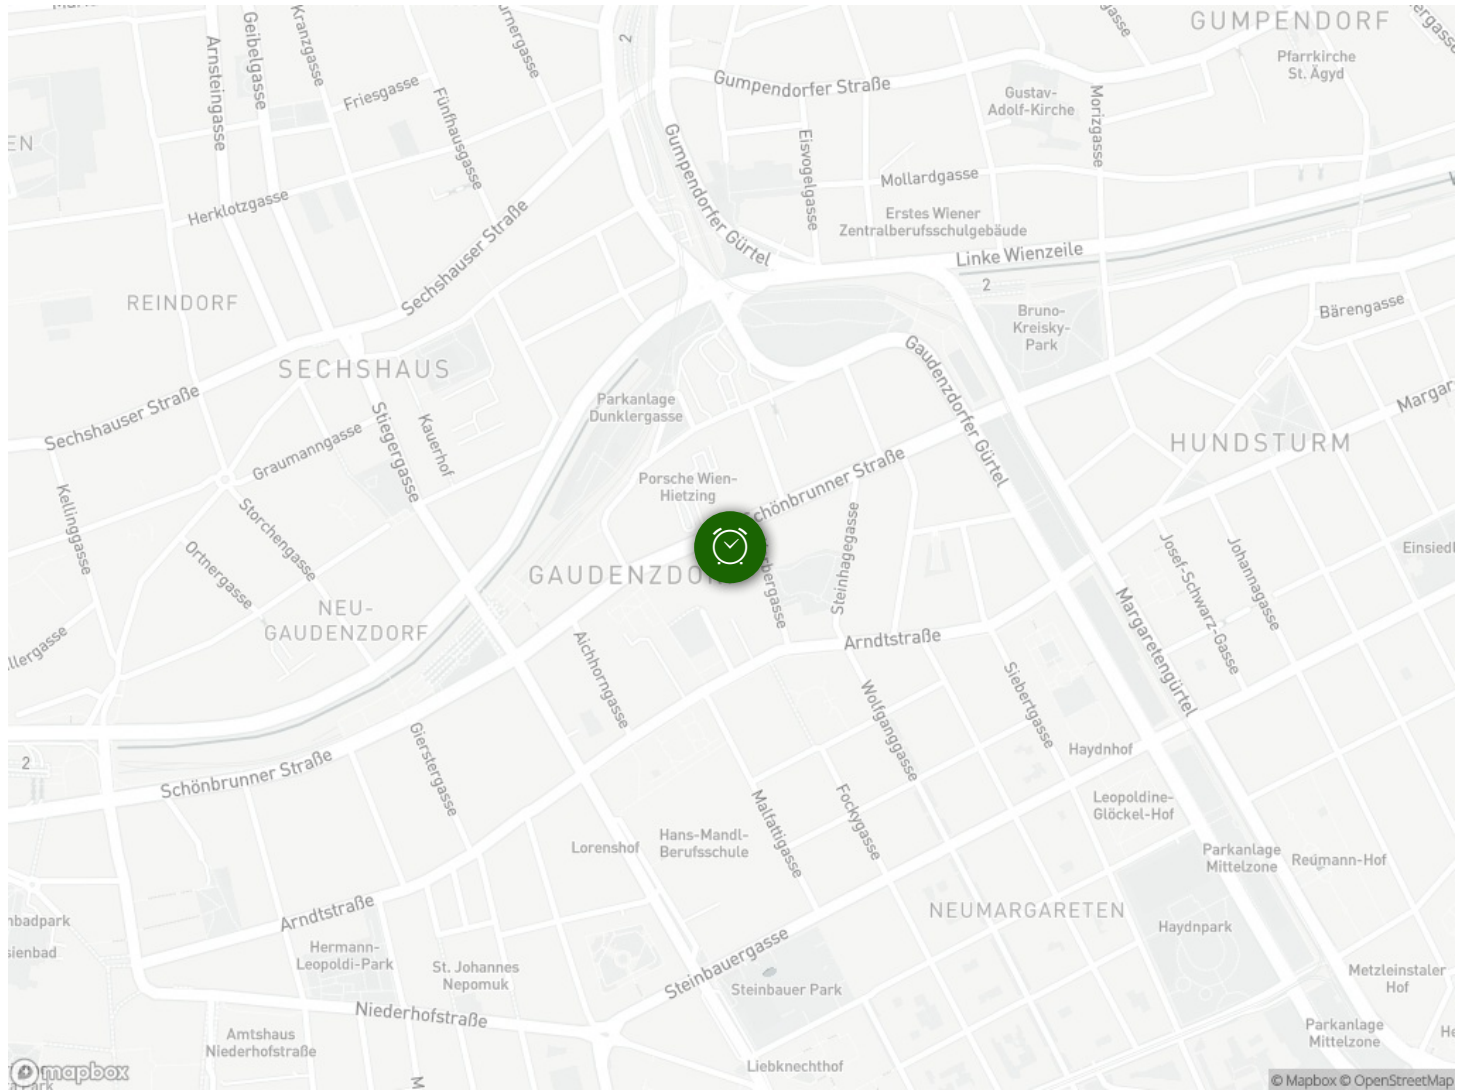 Arnsteingasse
Geibelgasse
Kranzgasse
Friesgasse
Fünfhausgasse
2
Gumpendorfer Straße
GUMPENDORF
Pfarrkirche
St. Ägyd
Gustav-
Adolf-Kirche
Morizgasse
Eisvogelgasse
Gumpendorfer Gürtel
Mollardgasse
Erstes Wiener
Zentralberufsschulgebäude
Linke Wienzeile
2
Herklotzgasse
Sechshauser Straße
REINDORF
SECHSHAUS
Bruno-
Kreisky-
Park
Bärengasse
Gaudenzdorfer Gürtel
Parkanlage
Dunklergasse
Sechshauser Straße
Graumanngasse
Stiegergasse
Kauerhof
HUNDSTURM
Porsche Wien-
Hietzing
Schönbrunner Straße
Kellinggasse
Storchengasse
Ortnergasse
Steinhagegasse
GAUDENZDORF
NEU-
GAUDENZDORF
Josef-Schwarz-Gasse
Johannagasse
Margaretengürtel
Arndtstraße
Aichhorngasse
Wolfganggasse
Siebertgasse
Haydnhof
2
Schönbrunner Straße
Gierstergasse
Malfattigasse
Fockygasse
Leopoldine-
Glöckel-Hof
Lorenshof
Hans-Mandl-
Berufsschule
Parkanlage
Mittelzone
Reumann-Hof
Arndtstraße
NEUMARGARETEN
Haydnpark
Hermann-
Leopoldi-Park
St. Johannes
Nepomuk
Steinbauergasse
Steinbauer Park
Metzleinstaler
Hof
Niederhofstraße
Amtshaus
Niederhofstraße
Liebknechthof
Parkanlage
Mittelzone
mapbox
© Mapbox © OpenStreetMap